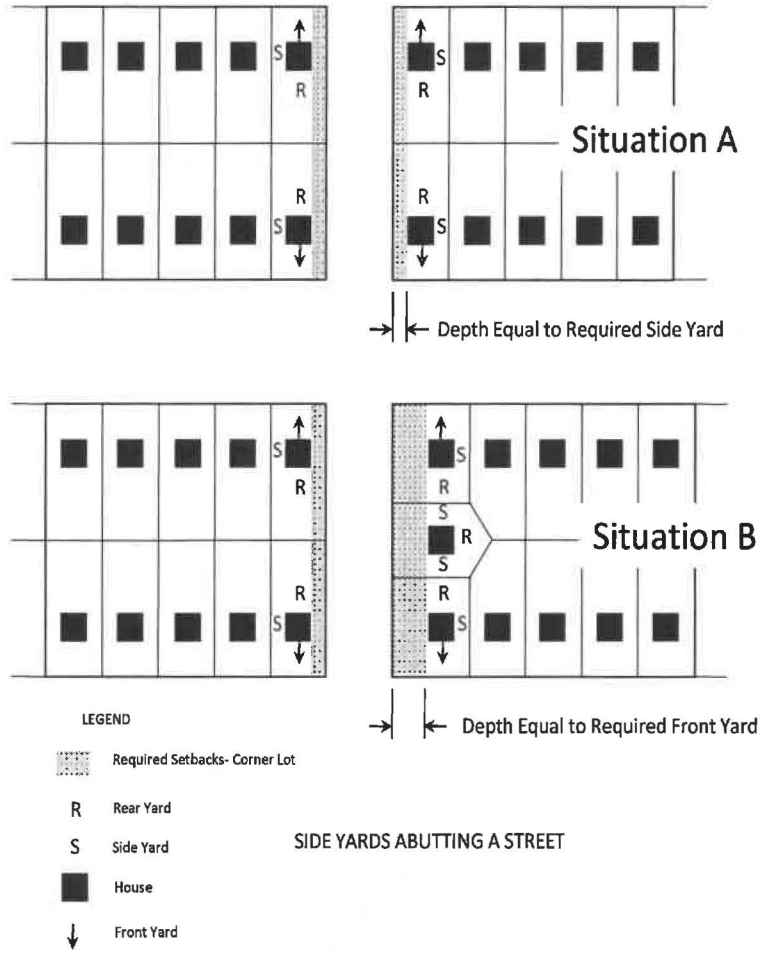 S S
R R
Situation A
R R
S S
Depth Equal to Required Side Yard
S S
R R
S
R
Situation B
S
R R
S S
Depth Equal to Required Front Yard
LEGEND
Required Setbacks- Corner Lot
R Rear Yard
S Side Yard
SIDE YARDS ABUTTING A STREET
House
Front Yard